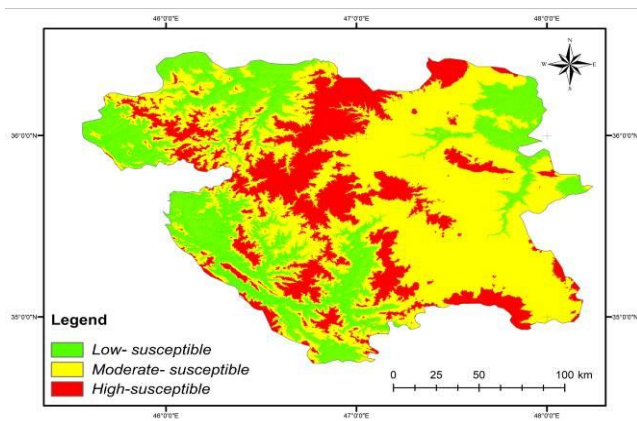 46°0'0"E 47°0'0"E 48°0'0"E
N
W E
S
36°0'0"N 36°0'0"N
35°0'0"N 35°0'0"N
Legend
Low- susceptible
Moderate- susceptible
High-susceptible
0 25 50 100 km
46°0'0"E 47°0'0"E 48°0'0"E